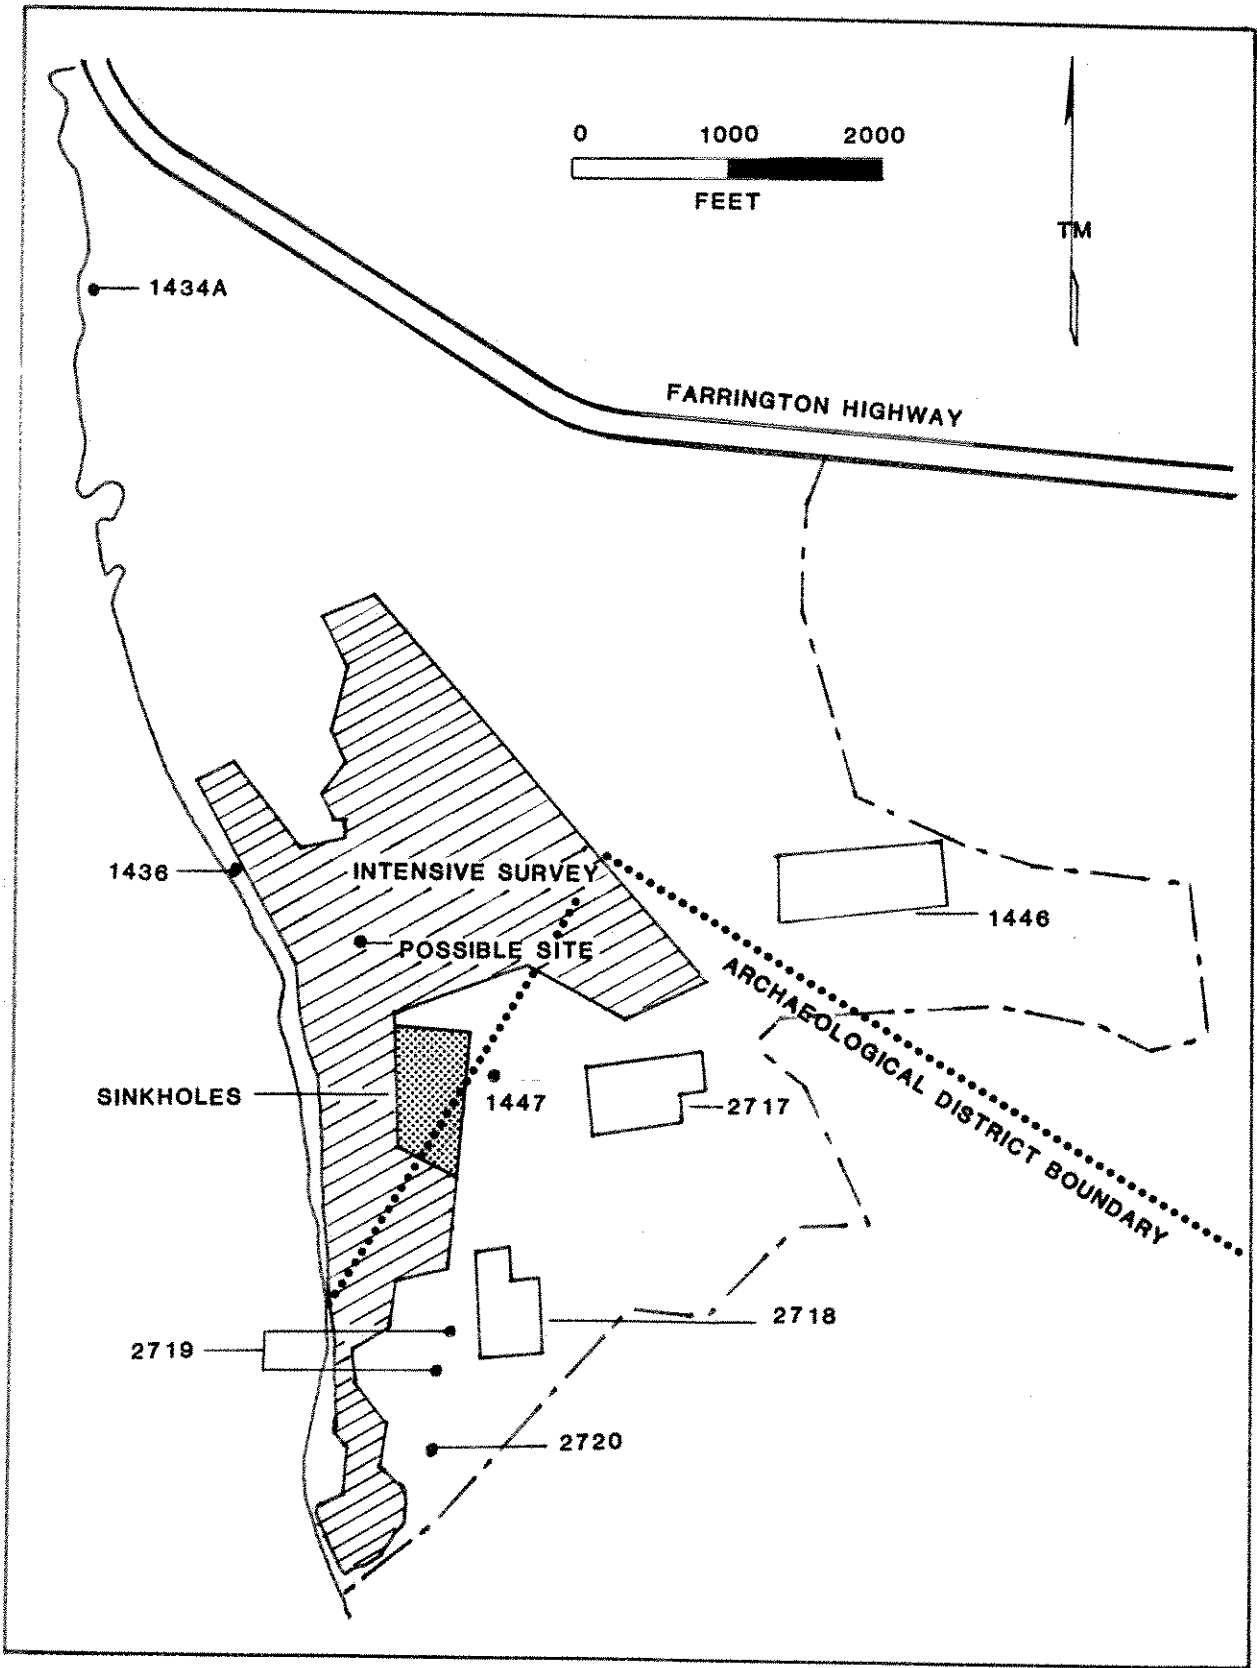 0 1000 2000
FEET
TM
1434A
FARRINGTON HIGHWAY
1436
INTENSIVE SURVEY
1446
POSSIBLE SITE
ARCHAEOLOGICAL DISTRICT BOUNDARY
SINKHOLES
1447
2717
2718
2719
2720